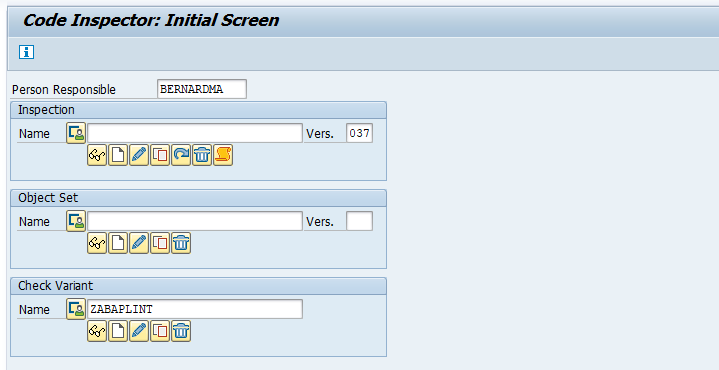 Code Inspector: Initial Screen
Person Responsible BERNARDMA
Inspection
Name Vers. 037
Object Set
Name Vers.
Check Variant
Name ZABAPLINT